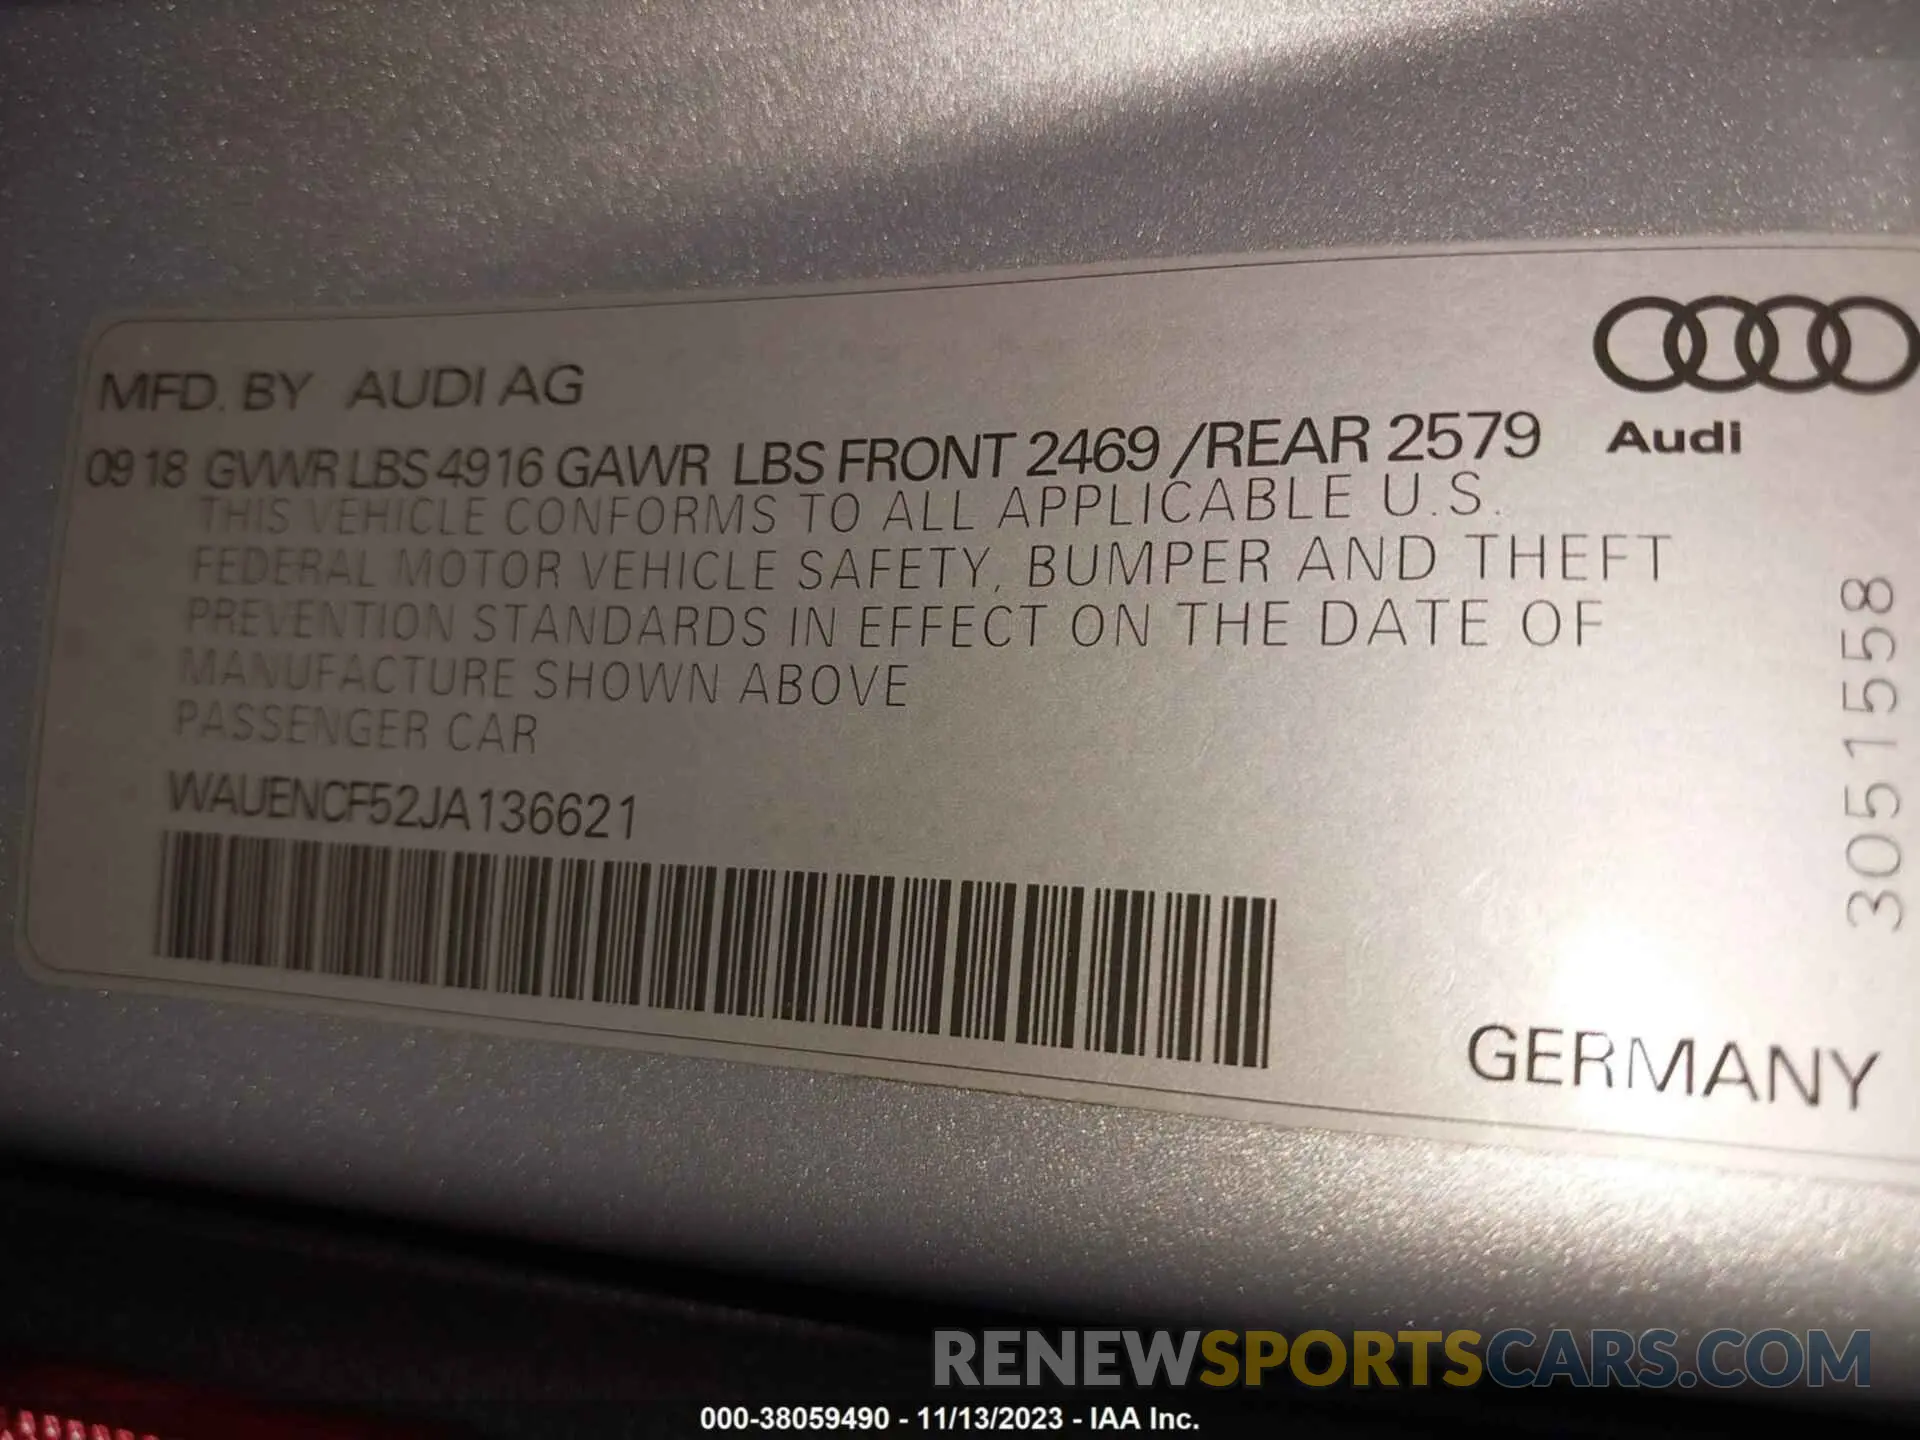 MFD. BY AUDI AG
Audi
09 18 GVWR LBS 4916 GAWR LBS FRONT 2469 /REAR 2579
THIS VEHICLE CONFORMS TO ALL APPLICABLE U.S.
FEDERAL MOTOR VEHICLE SAFETY, BUMPER AND THEFT
PREVENTION STANDARDS IN EFFECT ON THE DATE OF
MANUFACTURE SHOWN ABOVE
PASSENGER CAR
WAUENCF52JA136621
3051558
GERMANY
RENEWSPORTSCARS.COM
000-38059490 - 11/13/2023 - IAA Inc.